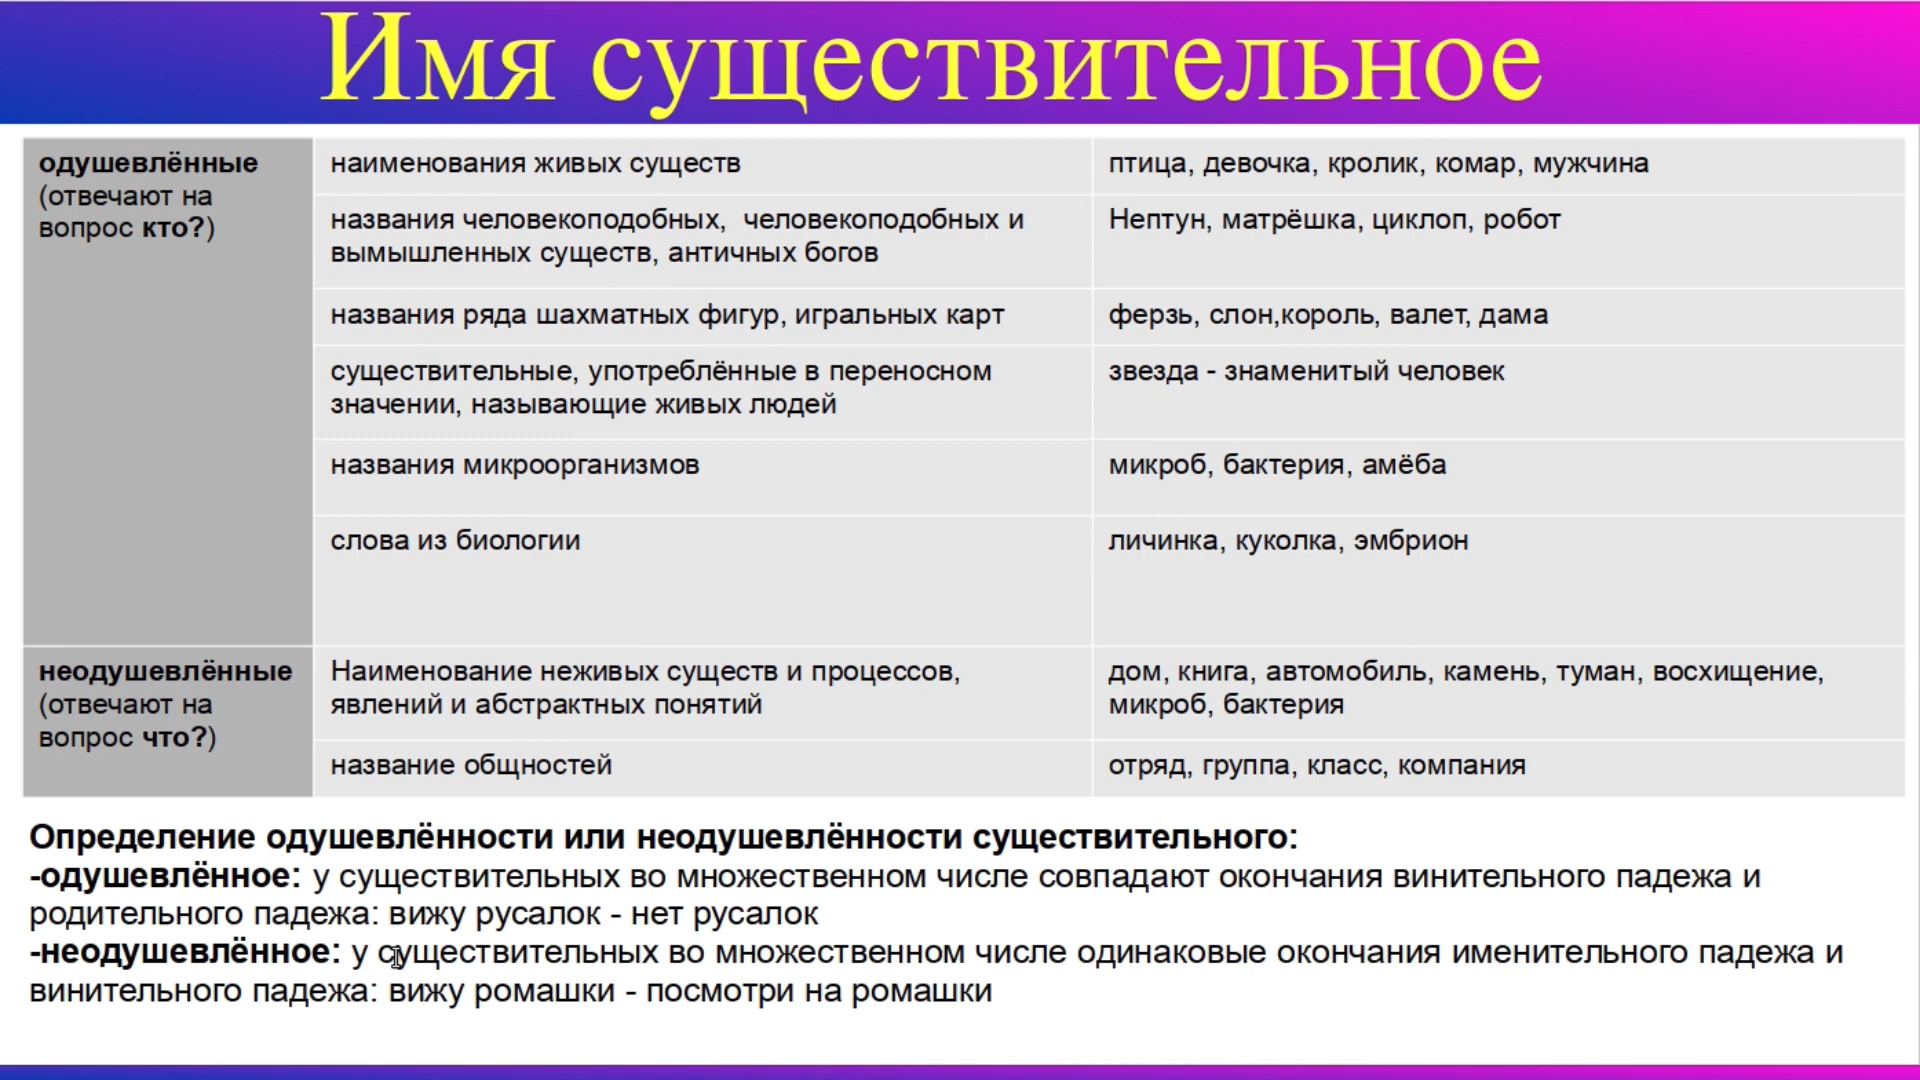 Имя существительное
одушевлённые
(отвечают на
вопрос кто?)
наименования живых существ
птица, девочка, кролик, комар, мужчина
названия человекоподобных, человекоподобных и
вымышленных существ, античных богов
Нептун, матрёшка, циклоп, робот
названия ряда шахматных фигур, игральных карт
ферзь, слон,король, валет, дама
существительные, употреблённые в переносном
значении, называющие живых людей
звезда - знаменитый человек
названия микроорганизмов
микроб, бактерия, амёба
слова из биологии
личинка, куколка, эмбрион
неодушевлённые
(отвечают на
вопрос что?)
Наименование неживых существ и процессов,
явлений и абстрактных понятий
дом, книга, автомобиль, камень, туман, восхищение,
микроб, бактерия
название общностей
отряд, группа, класс, компания
Определение одушевлённости или неодушевлённости существительного:
-одушевлённое: у существительных во множественном числе совпадают окончания винительного падежа и
родительного падежа: вижу русалок - нет русалок
-неодушевлённое: у существительных во множественном числе одинаковые окончания именительного падежа и
винительного падежа: вижу ромашки - посмотри на ромашки